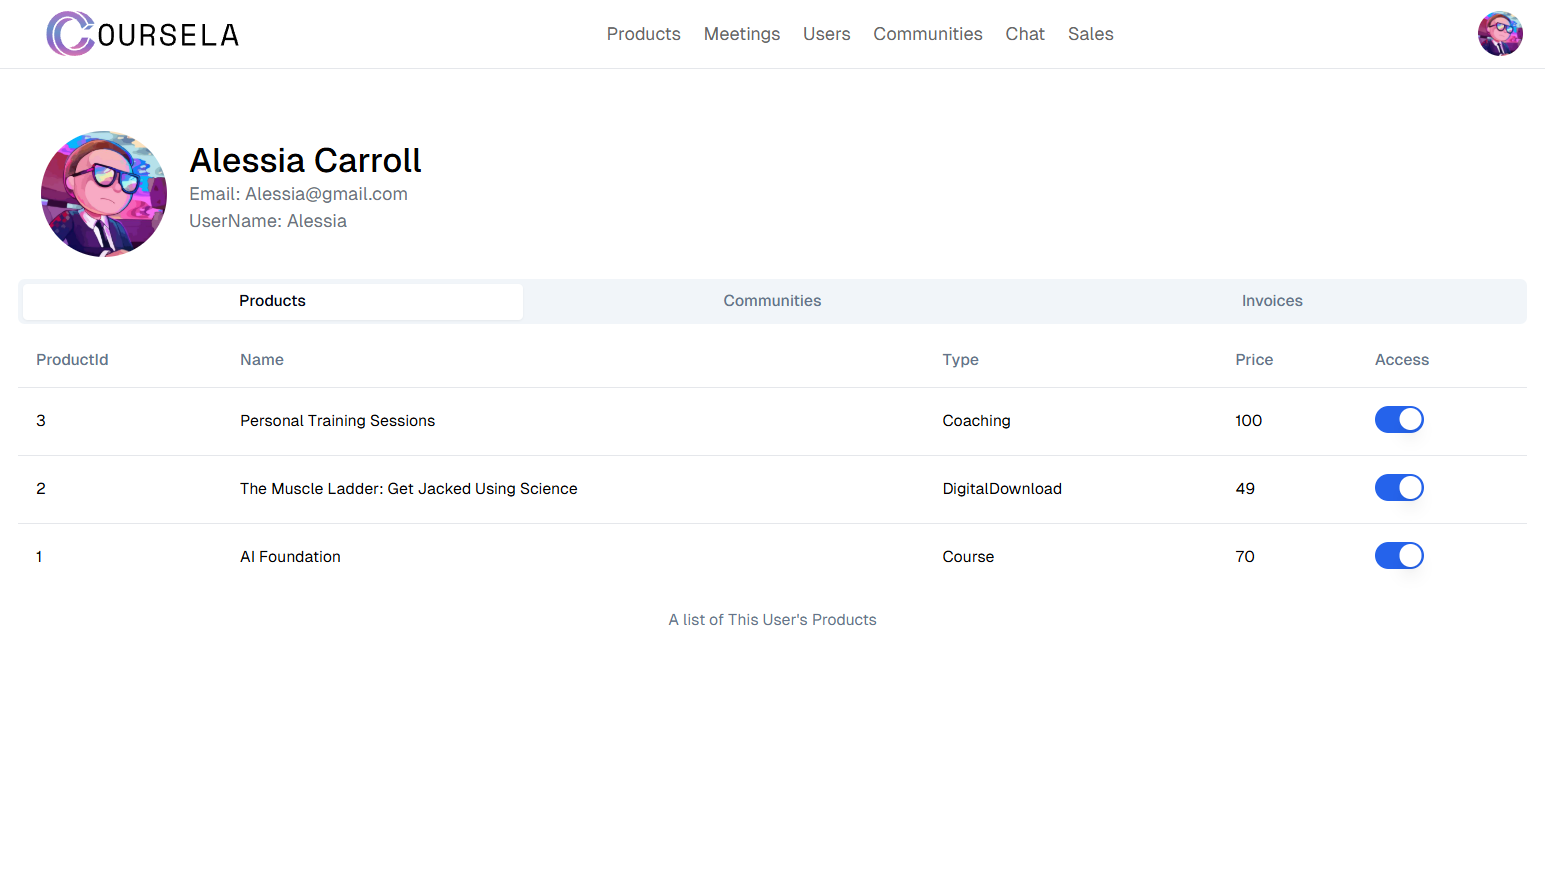 COURSELA
Products Meetings Users Communities Chat Sales
Alessia Carroll
Email: Alessia@gmail.com
UserName: Alessia
Products Communities Invoices
ProductId Name Type Price Access
3 Personal Training Sessions Coaching 100
2 The Muscle Ladder: Get Jacked Using Science DigitalDownload 49
1 AI Foundation Course 70
A list of This User's Products